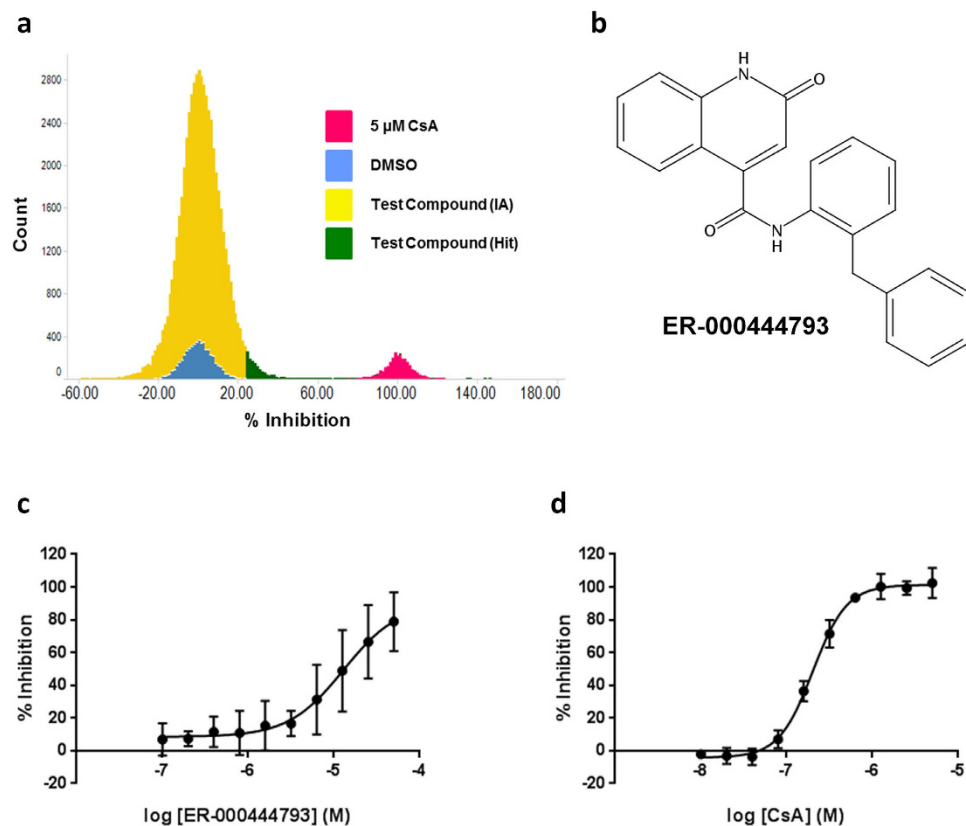 a
2800
2400
2000
1600
1200
800
400
0
Count
-60.00 -20.00 20.00 60.00 100.00 140.00 180.00
% Inhibition
5 µM CsA
DMSO
Test Compound (IA)
Test Compound (Hit)
b
H
N
O
O
N
H
ER-000444793
c
120
100
80
60
40
20
0
-20
% Inhibition
-7 -6 -5 -4
log [ER-000444793] (M)
d
120
100
80
60
40
20
0
-20
% Inhibition
-8 -7 -6 -5
log [CsA] (M)